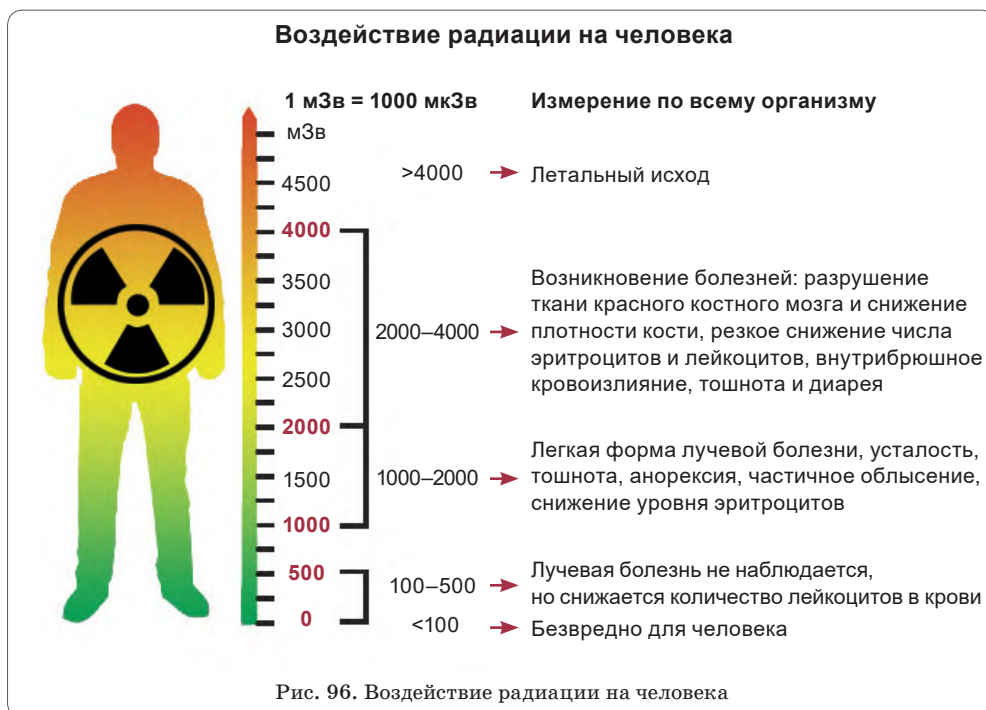 Воздействие радиации на человека
1 мЗв = 1000 мкЗв
Измерение по всему организму
мЗв
4500
4000
3500
3000
2500
2000
1500
1000
500
0
>4000
Летальный исход
2000–4000
Возникновение болезней: разрушение
ткани красного костного мозга и снижение
плотности кости, резкое снижение числа
эритроцитов и лейкоцитов, внутрибрюшное
кровоизлияние, тошнота и диарея
1000–2000
Легкая форма лучевой болезни, усталость,
тошнота, анорексия, частичное облысение,
снижение уровня эритроцитов
100–500
Лучевая болезнь не наблюдается,
но снижается количество лейкоцитов в крови
<100
Безвредно для человека
Рис. 96. Воздействие радиации на человека